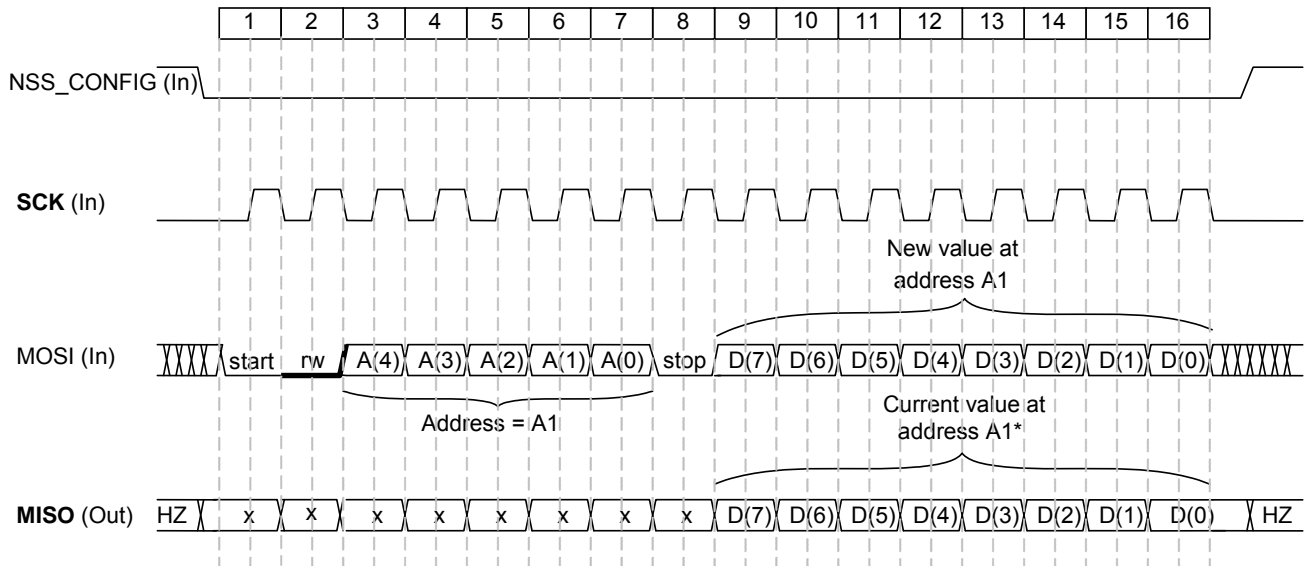 1 2 3 4 5 6 7 8 9 10 11 12 13 14 15 16
NSS_CONFIG (In)
SCK (In)
New value at
address A1
MOSI (In) start rw A(4) A(3) A(2) A(1) A(0) stop D(7) D(6) D(5) D(4) D(3) D(2) D(1) D(0)
Address = A1
Current value at
address A1*
MISO (Out) HZ x x x x x x x x D(7) D(6) D(5) D(4) D(3) D(2) D(1) D(0) HZ